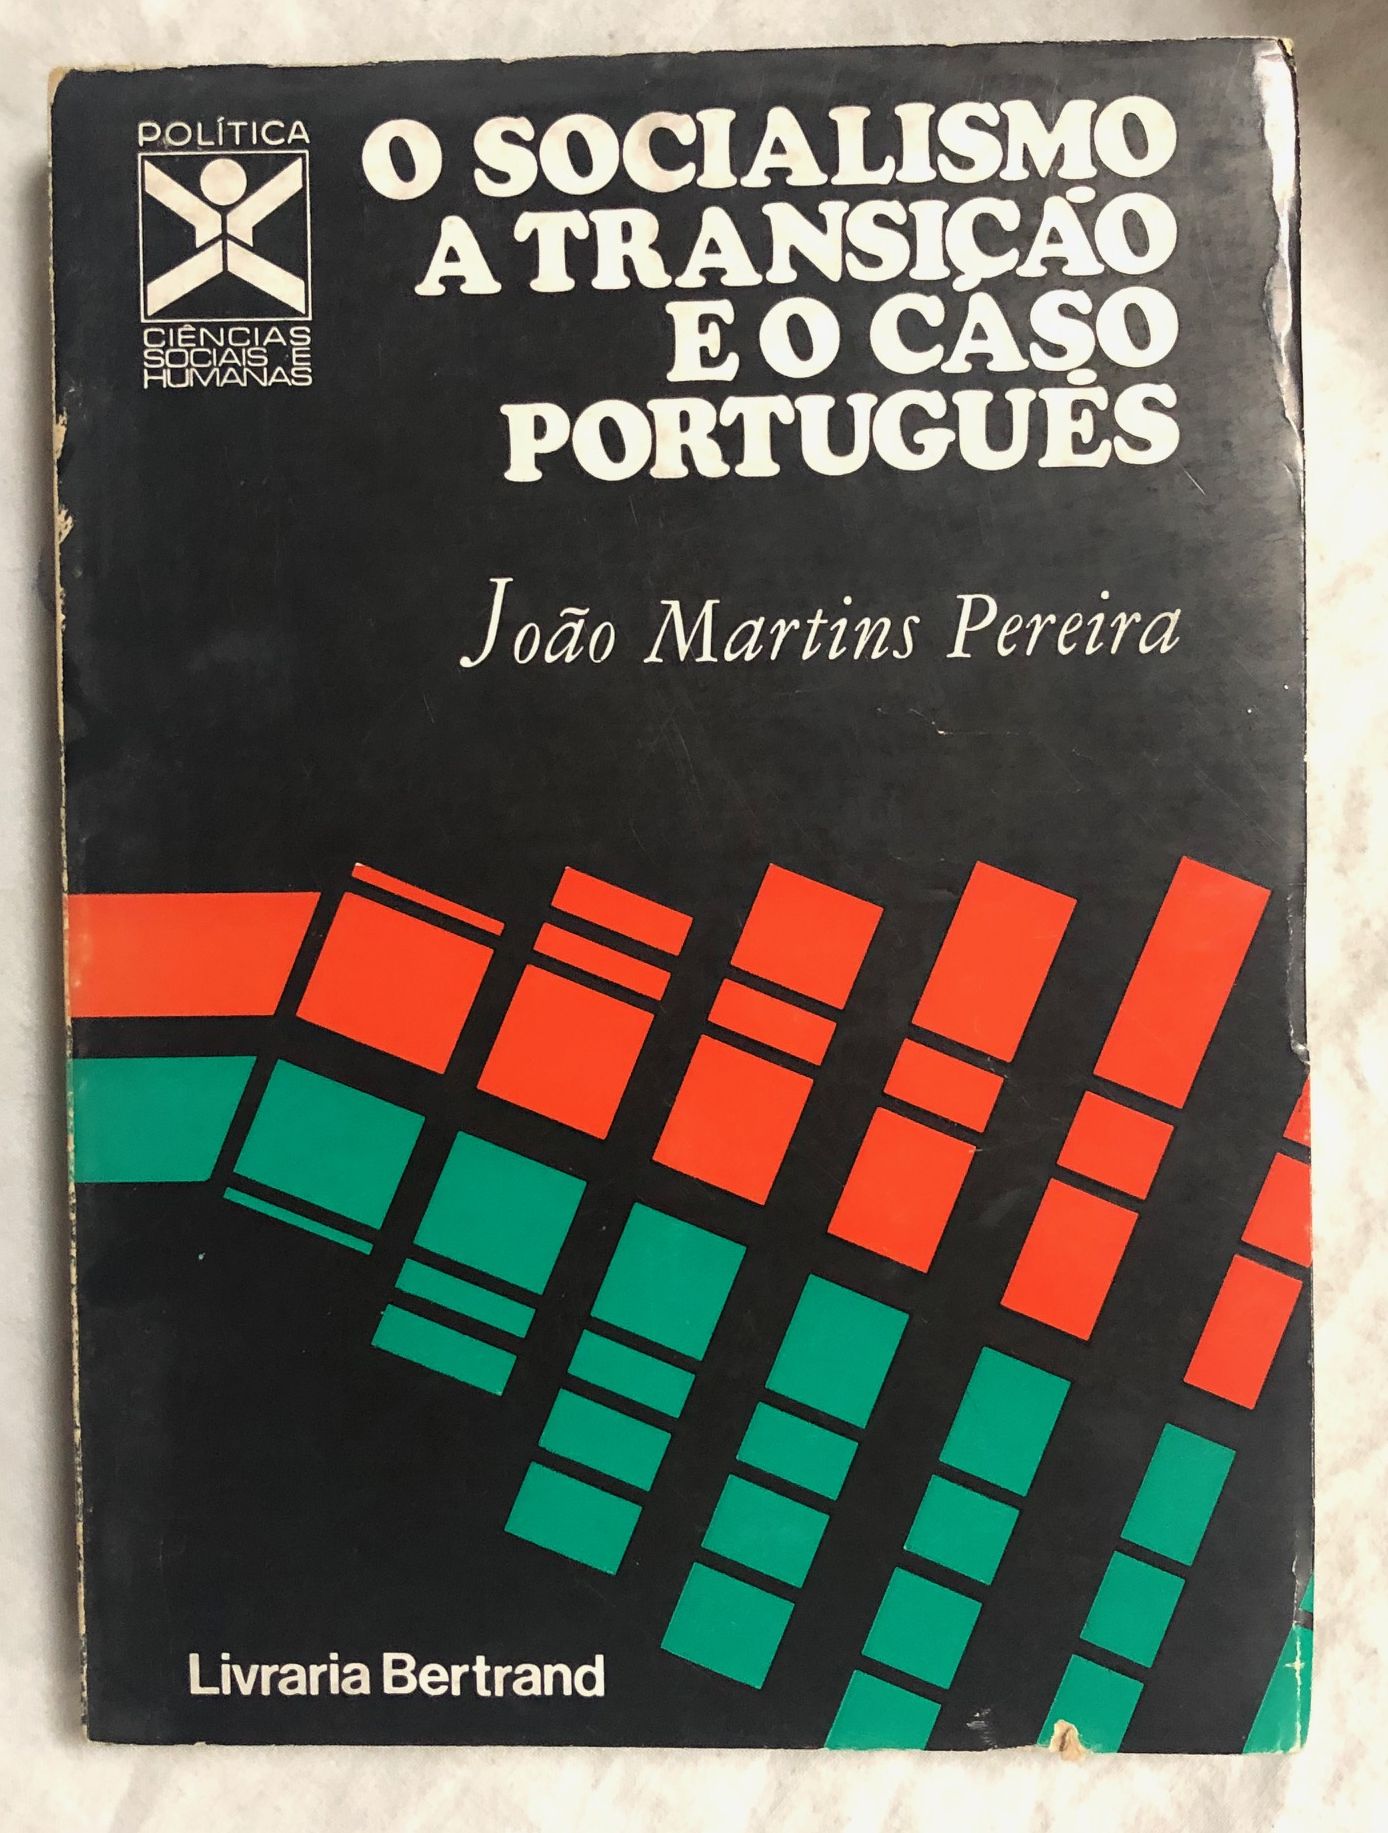 POLÍTICA
CIÊNCIAS
SOCIAIS E
HUMANAS
O SOCIALISMO
A TRANSIÇÃO
E O CASO
PORTUGUÊS
João Martins Pereira
Livraria Bertrand